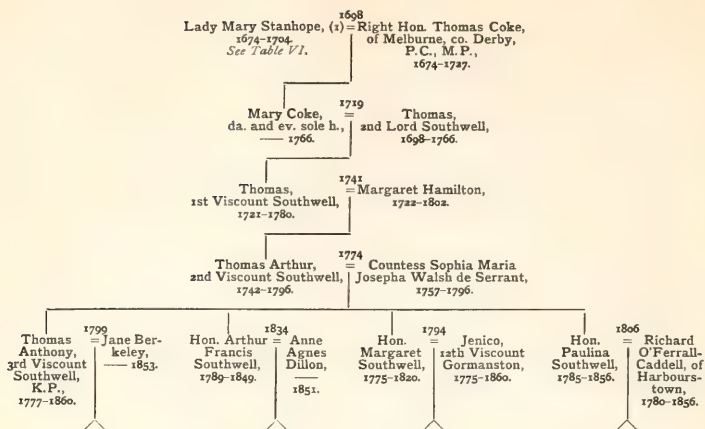 1698
Lady Mary Stanhope, (1) = Right Hon. Thomas Coke,
1674–1704. of Melburne, co. Derby,
See Table VI. P.C., M.P.,
1674–1727.
1719
Mary Coke, = Thomas,
da. and ev. sole h., 2nd Lord Southwell,
—— 1766. 1698–1766.
1741
Thomas, = Margaret Hamilton,
1st Viscount Southwell, 1722–1802.
1721–1780.
1774
Thomas Arthur, = Countess Sophia Maria
2nd Viscount Southwell, Josepha Walsh de Serrant,
1742–1796. 1757–1796.
Thomas
Anthony,
3rd Viscount
Southwell,
K.P.,
1777–1860.
1799
= Jane Ber-
keley,
—— 1853.
Hon. Arthur
Francis
Southwell,
1789–1849.
1834
= Anne
Agnes
Dillon,
——
1851.
Hon.
Margaret
Southwell,
1775–1820.
1794
= Jenico,
12th Viscount
Gormanston,
1775–1860.
Hon.
Paulina
Southwell,
1785–1856.
1806
= Richard
O'Ferrall-
Caddell, of
Harbours-
town,
1780–1856.